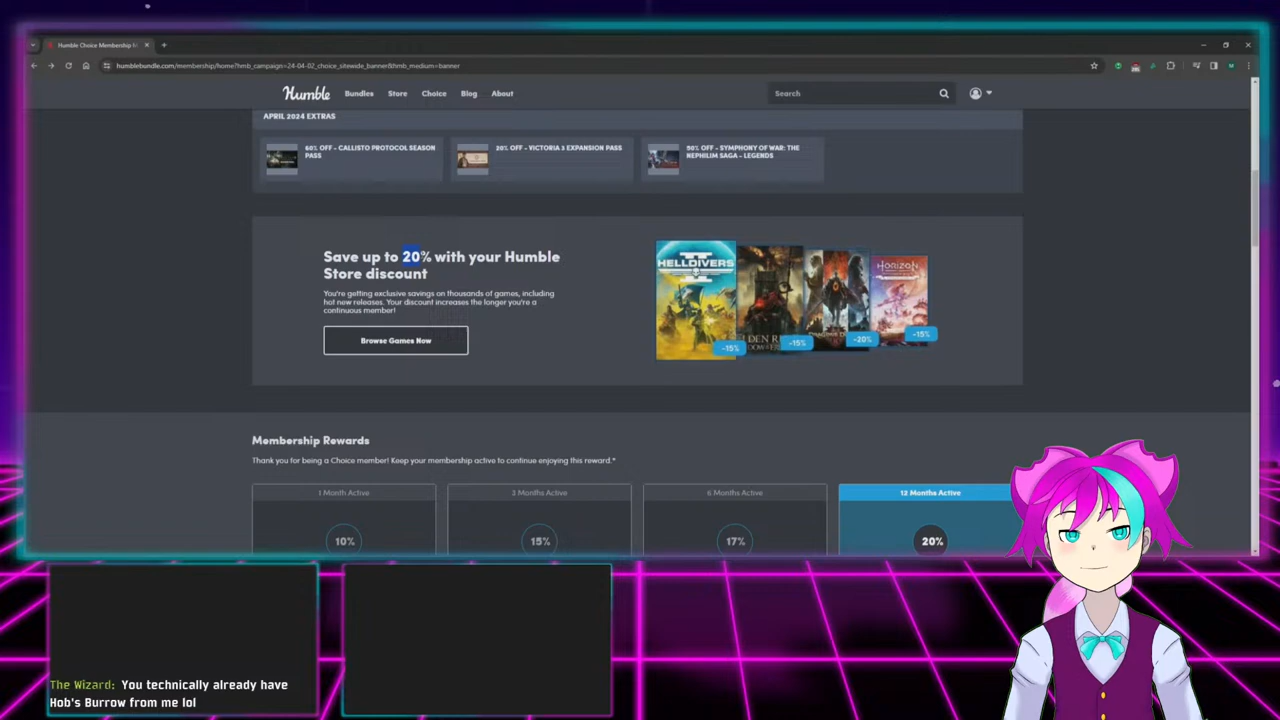 Humble Choice Membership M
humblebundle.com/membership/home?hmb_campaign=24-04-02_choice_sitewide_banner&hmb_medium=banner
Humble Bundles Store Choice Blog About Search
APRIL 2024 EXTRAS
60% OFF - CALLISTO PROTOCOL SEASON
PASS
20% OFF - VICTORIA 3 EXPANSION PASS
50% OFF - SYMPHONY OF WAR: THE
NEPHILIM SAGA - LEGENDS
Save up to 20% with your Humble
Store discount
You're getting exclusive savings on thousands of games, including
hot new releases. Your discount increases the longer you're a
continuous member!
Browse Games Now
HELLDIVERS
HORIZON
-15%
-15%
-20%
-15%
Membership Rewards
Thank you for being a Choice member! Keep your membership active to continue enjoying this reward.*
1 Month Active 3 Months Active 6 Months Active 12 Months Active
10% 15% 17% 20%
The Wizard: You technically already have
Hob's Burrow from me lol